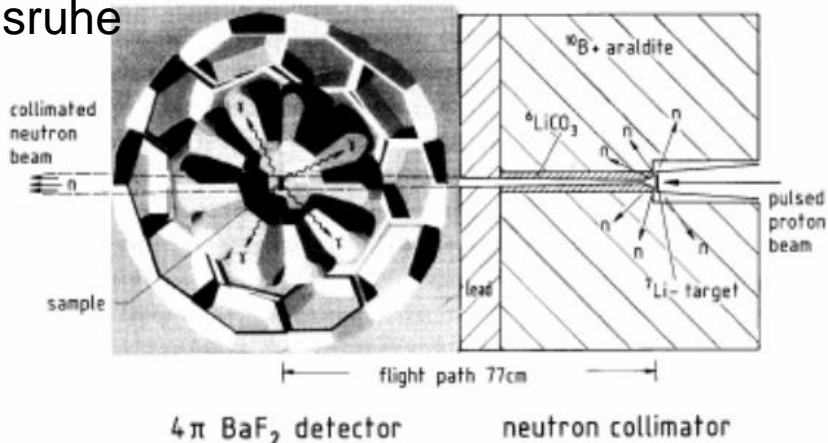 sruhe
¹⁰B+ araldite
collimated
neutron
beam
n
γ
γ
γ
γ
⁶LiCO₃
n
n
n
n
n
n
pulsed
proton
beam
sample
lead
⁷Li- target
flight path 77cm
4π BaF₂ detector
neutron collimator